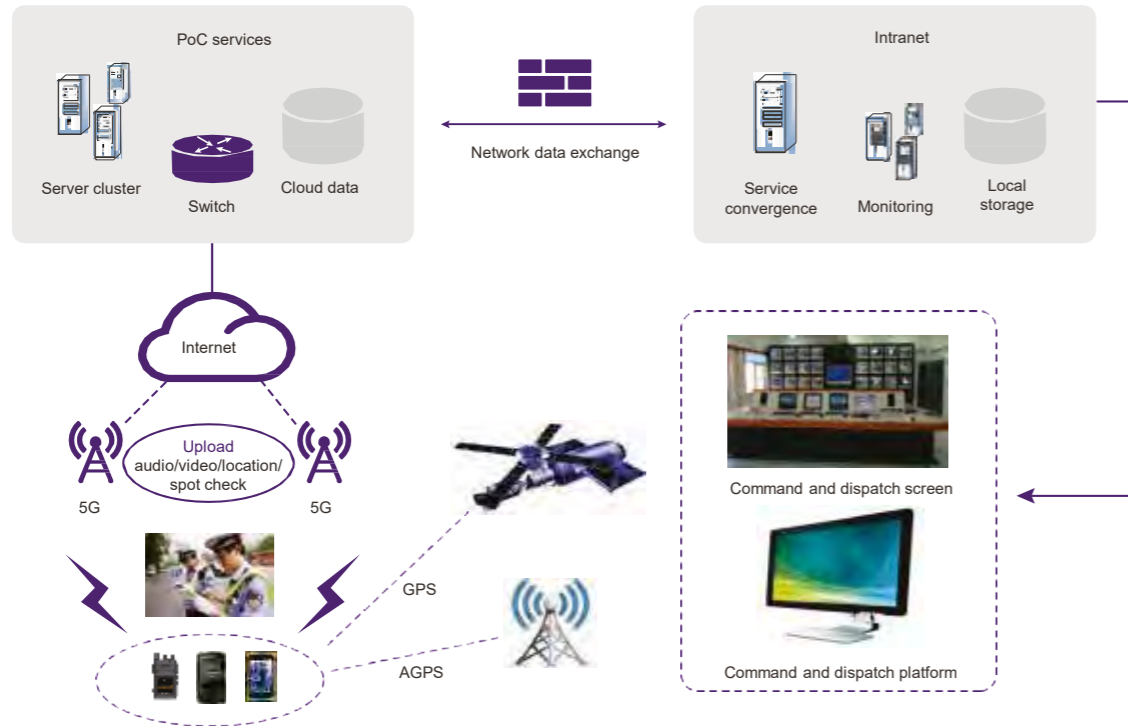 PoC services
Server cluster
Switch
Cloud data
Network data exchange
Intranet
Service
convergence
Monitoring
Local
storage
Internet
Upload
audio/video/location/
spot check
5G
5G
GPS
AGPS
Command and dispatch screen
Command and dispatch platform